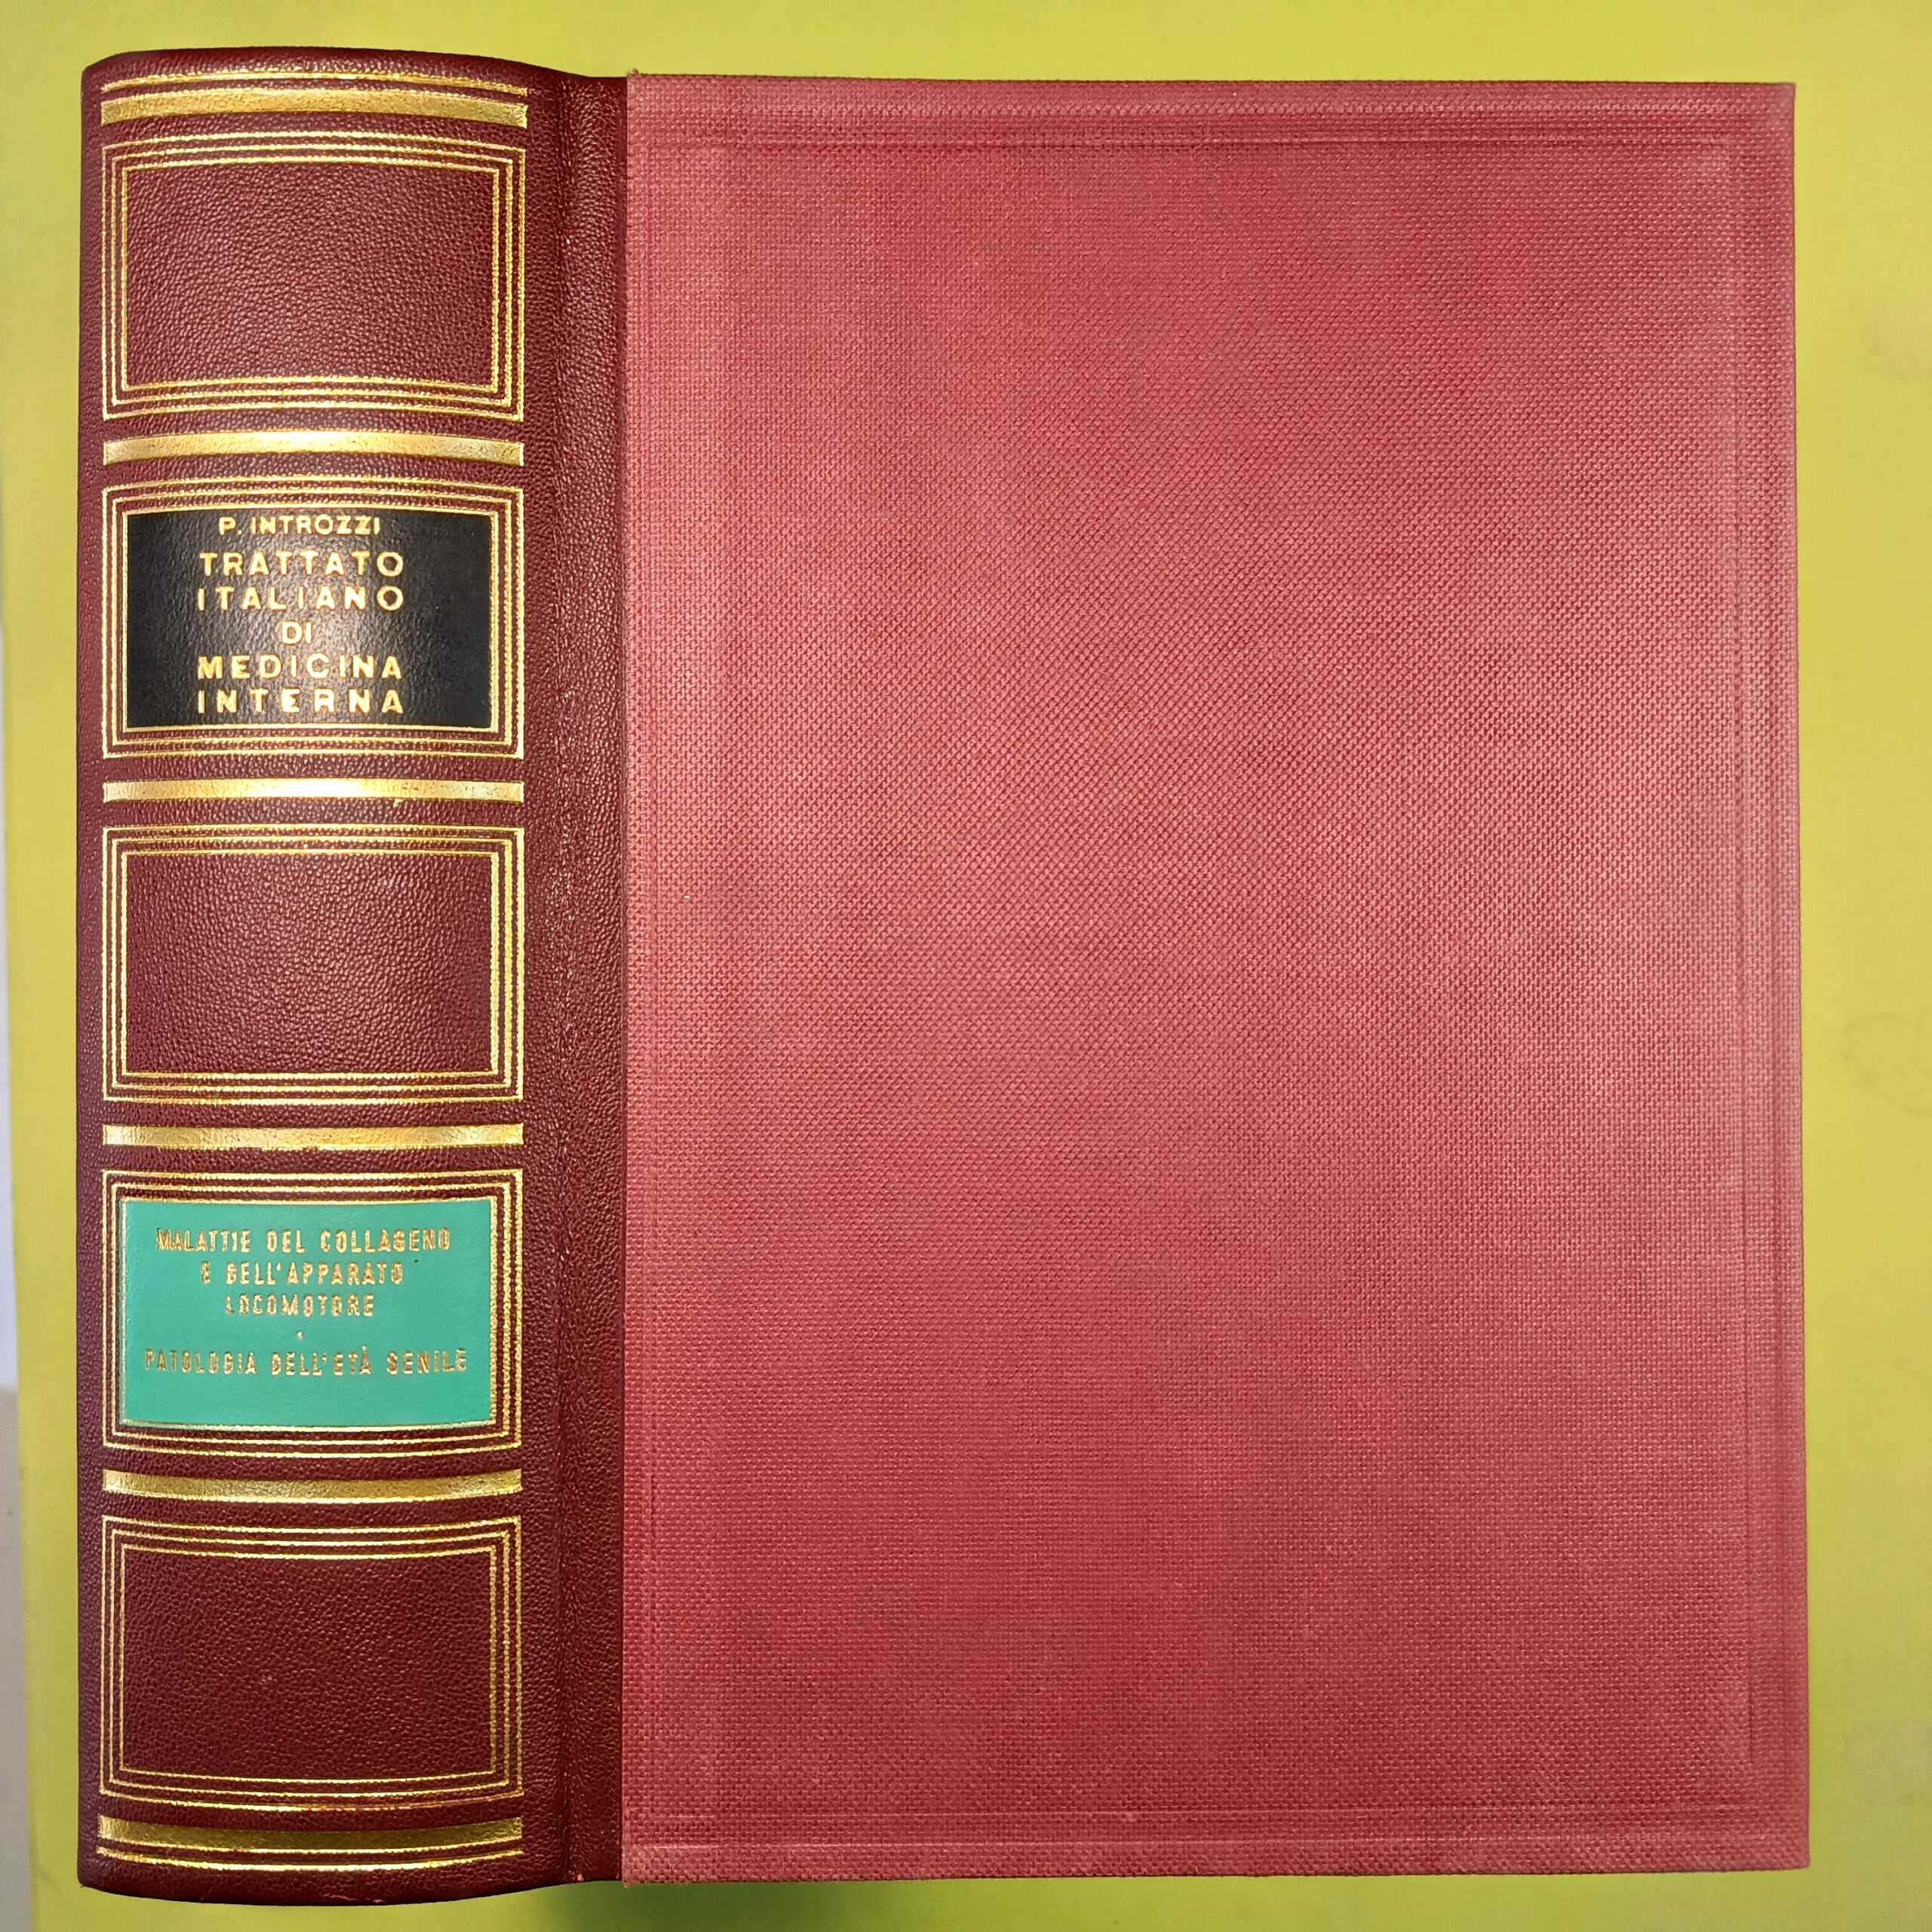 P. INTROZZI
TRATTATO
ITALIANO
DI
MEDICINA
INTERNA
MALATTIE DEL COLLAGENO
E DELL'APPARATO
LOCOMOTORE
•
PATOLOGIA DELL'ETÀ SENILE